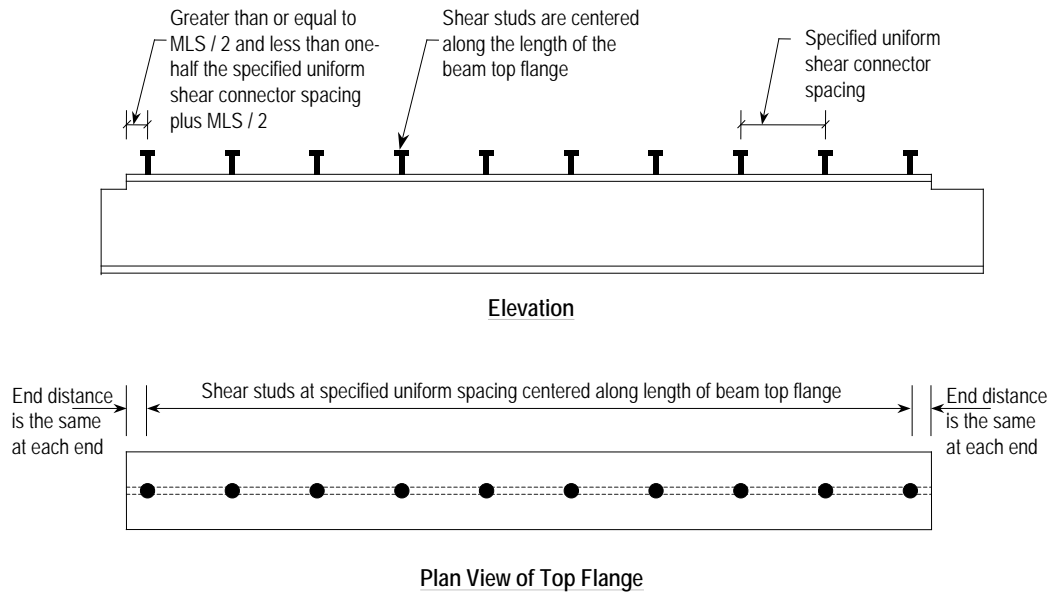 Greater than or equal to
MLS / 2 and less than one-
half the specified uniform
shear connector spacing
plus MLS / 2
Shear studs are centered
along the length of the
beam top flange
Specified uniform
shear connector
spacing
Elevation
End distance
is the same
at each end
Shear studs at specified uniform spacing centered along length of beam top flange
End distance
is the same
at each end
Plan View of Top Flange